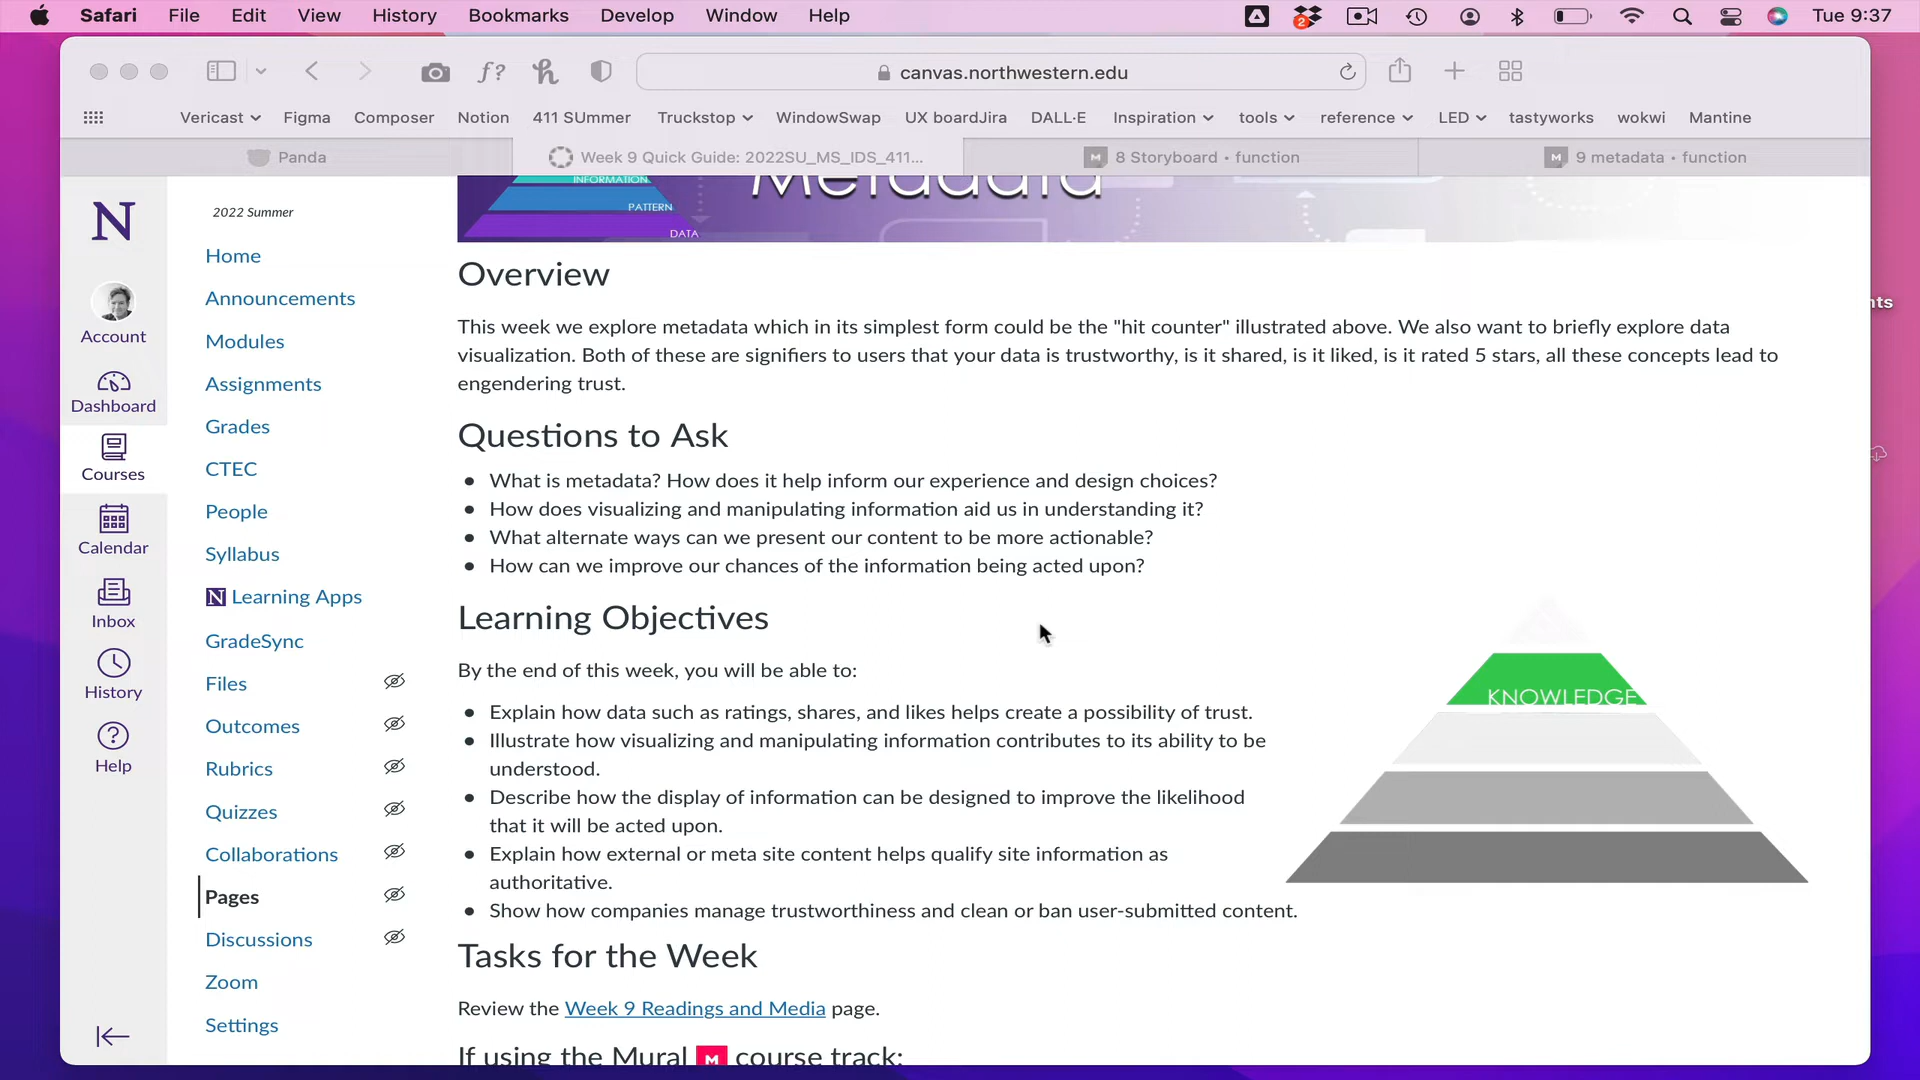 Safari File Edit View History Bookmarks Develop Window Help
2
Tue 9:37
f?
canvas.northwestern.edu
Vericast Figma Composer Notion 411 SUmmer Truckstop WindowSwap UX boardJira DALL·E Inspiration tools reference LED tastyworks wokwi Mantine
Panda
Week 9 Quick Guide: 2022SU_MS_IDS_411...
M 8 Storyboard • function
M 9 metadata • function
N
Account
Dashboard
Courses
Calendar
Inbox
History
Help
2022 Summer
Home
Announcements
Modules
Assignments
Grades
CTEC
People
Syllabus
N Learning Apps
GradeSync
Files
Outcomes
Rubrics
Quizzes
Collaborations
Pages
Discussions
Zoom
Settings
INFORMATION
PATTERN
DATA
Metadata
Overview
This week we explore metadata which in its simplest form could be the "hit counter" illustrated above. We also want to briefly explore data
visualization. Both of these are signifiers to users that your data is trustworthy, is it shared, is it liked, is it rated 5 stars, all these concepts lead to
engendering trust.
Questions to Ask
• What is metadata? How does it help inform our experience and design choices?
• How does visualizing and manipulating information aid us in understanding it?
• What alternate ways can we present our content to be more actionable?
• How can we improve our chances of the information being acted upon?
Learning Objectives
By the end of this week, you will be able to:
• Explain how data such as ratings, shares, and likes helps create a possibility of trust.
• Illustrate how visualizing and manipulating information contributes to its ability to be
understood.
• Describe how the display of information can be designed to improve the likelihood
that it will be acted upon.
• Explain how external or meta site content helps qualify site information as
authoritative.
• Show how companies manage trustworthiness and clean or ban user-submitted content.
KNOWLEDGE
Tasks for the Week
Review the Week 9 Readings and Media page.
If using the Mural M course track: